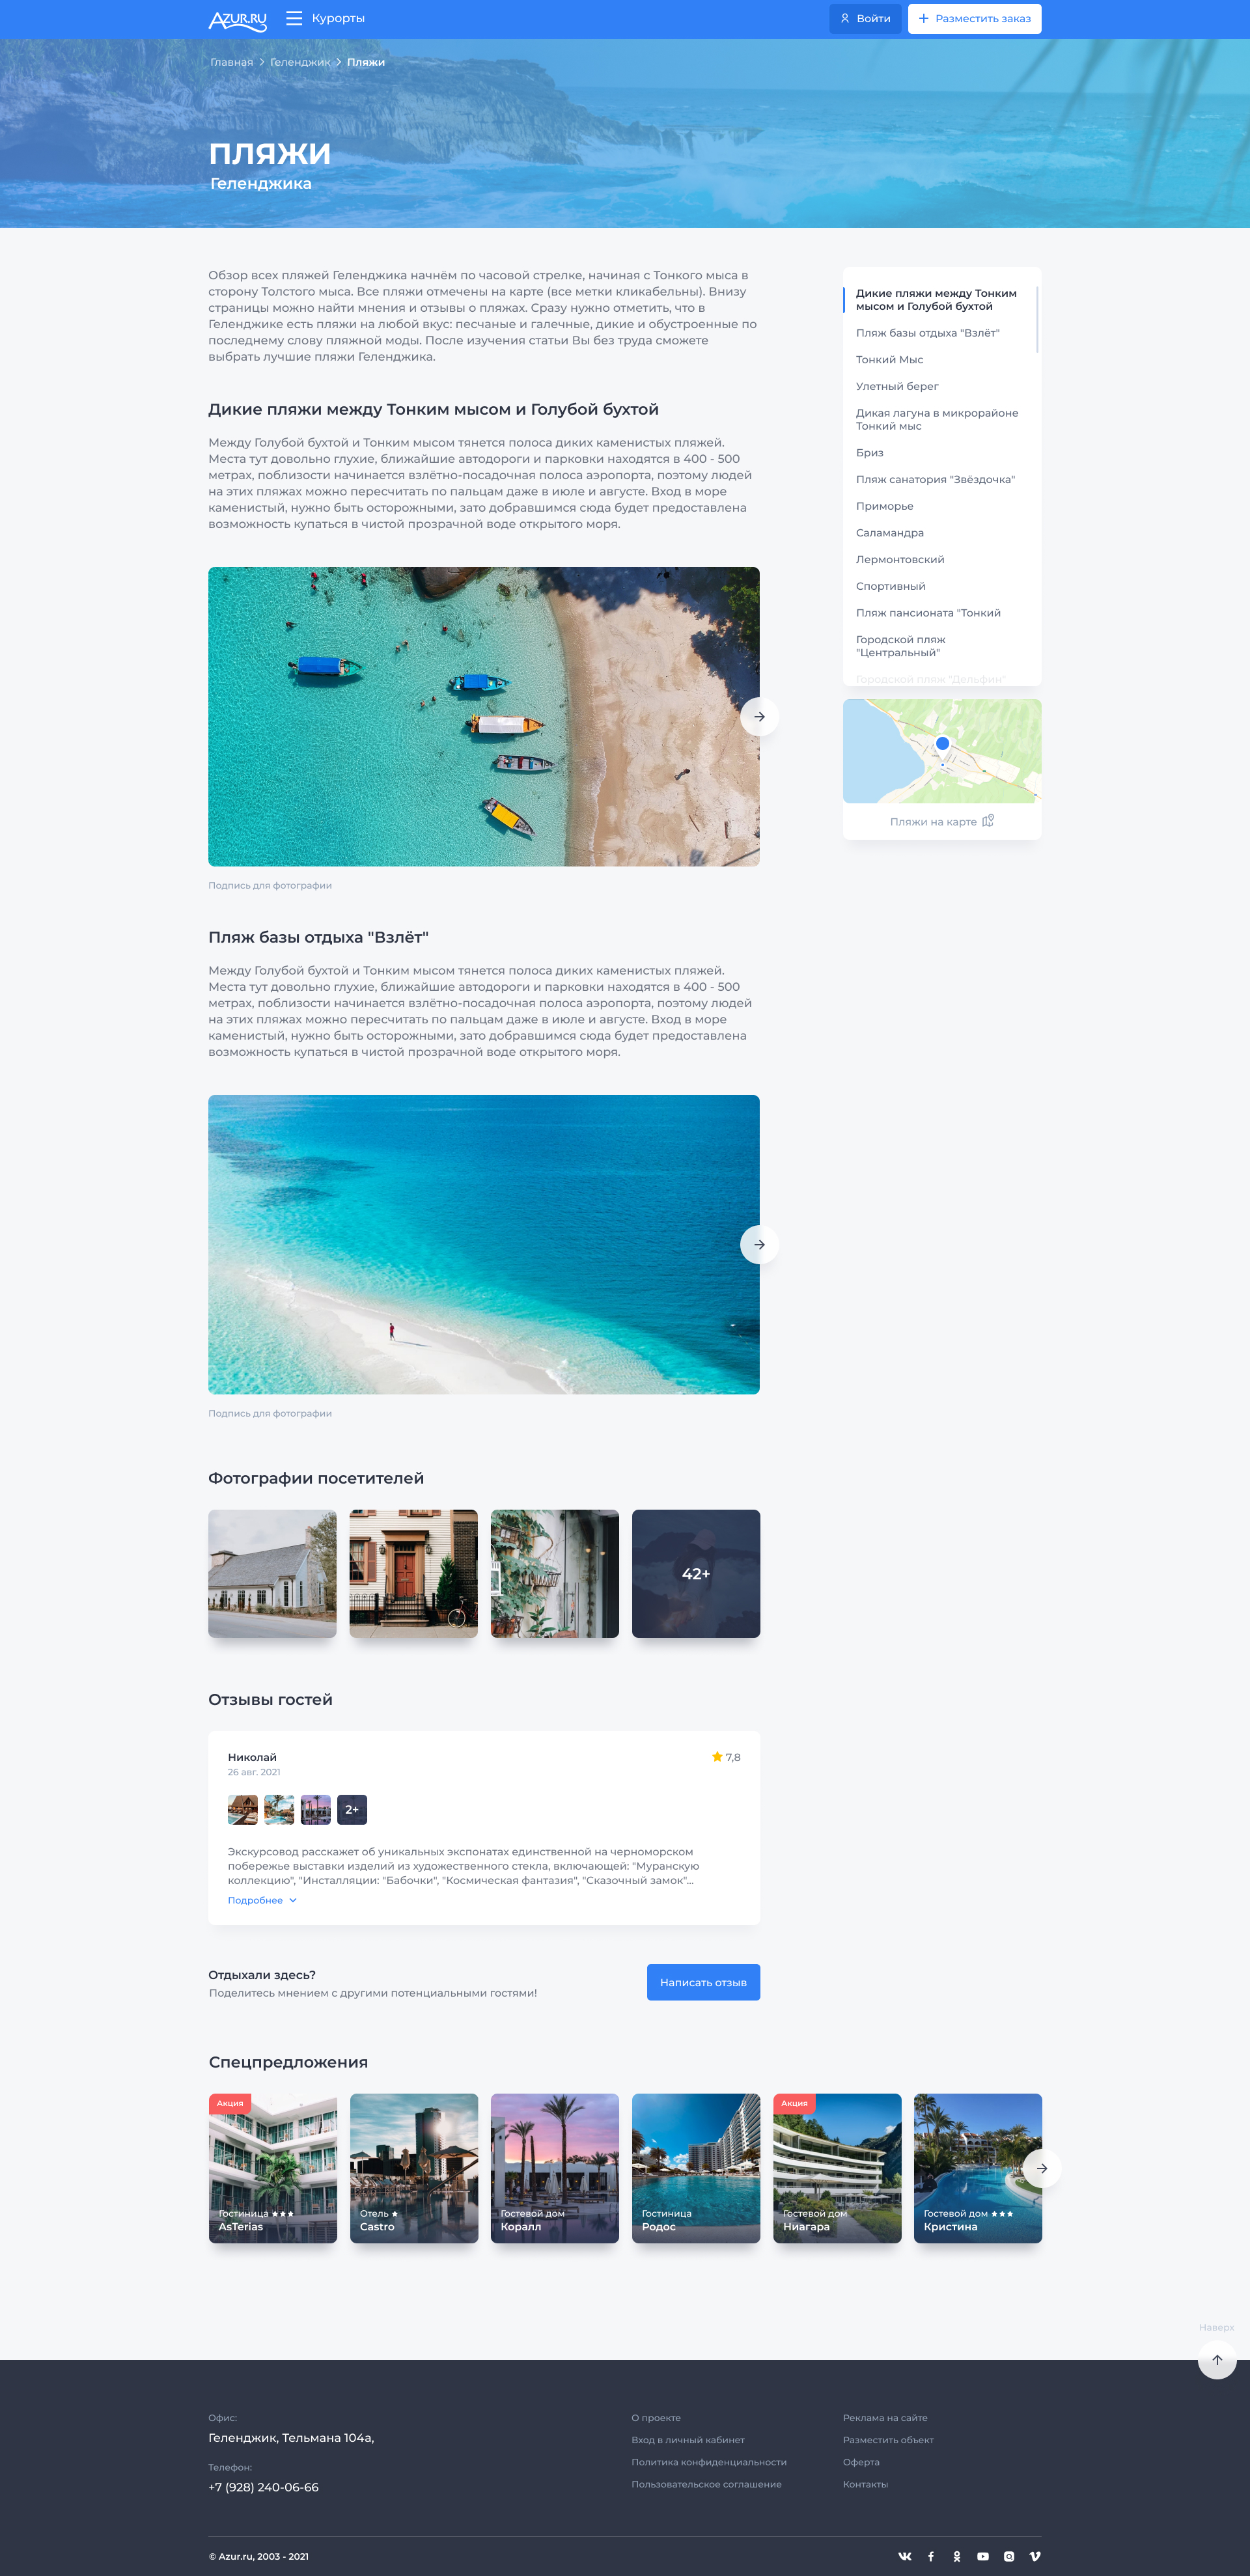 AZUR.RU
Курорты
Войти
Разместить заказ
Главная
Геленджик
Пляжи
ПЛЯЖИ
Геленджика
Обзор всех пляжей Геленджика начнём по часовой стрелке, начиная с Тонкого мыса в
сторону Толстого мыса. Все пляжи отмечены на карте (все метки кликабельны). Внизу
страницы можно найти мнения и отзывы о пляжах. Сразу нужно отметить, что в
Геленджике есть пляжи на любой вкус: песчаные и галечные, дикие и обустроенные по
последнему слову пляжной моды. После изучения статьи Вы без труда сможете
выбрать лучшие пляжи Геленджика.
Дикие пляжи между Тонким мысом и Голубой бухтой
Между Голубой бухтой и Тонким мысом тянется полоса диких каменистых пляжей.
Места тут довольно глухие, ближайшие автодороги и парковки находятся в 400 - 500
метрах, поблизости начинается взлётно-посадочная полоса аэропорта, поэтому людей
на этих пляжах можно пересчитать по пальцам даже в июле и августе. Вход в море
каменистый, нужно быть осторожными, зато добравшимся сюда будет предоставлена
возможность купаться в чистой прозрачной воде открытого моря.
Подпись для фотографии
Пляж базы отдыха "Взлёт"
Между Голубой бухтой и Тонким мысом тянется полоса диких каменистых пляжей.
Места тут довольно глухие, ближайшие автодороги и парковки находятся в 400 - 500
метрах, поблизости начинается взлётно-посадочная полоса аэропорта, поэтому людей
на этих пляжах можно пересчитать по пальцам даже в июле и августе. Вход в море
каменистый, нужно быть осторожными, зато добравшимся сюда будет предоставлена
возможность купаться в чистой прозрачной воде открытого моря.
Подпись для фотографии
Дикие пляжи между Тонким
мысом и Голубой бухтой
Пляж базы отдыха "Взлёт"
Тонкий Мыс
Улетный берег
Дикая лагуна в микрорайоне
Тонкий мыс
Бриз
Пляж санатория "Звёздочка"
Приморье
Саламандра
Лермонтовский
Спортивный
Пляж пансионата "Тонкий
Городской пляж
"Центральный"
Городской пляж "Дельфин"
Пляжи на карте
Фотографии посетителей
42+
Отзывы гостей
Николай
7,8
26 авг. 2021
2+
Экскурсовод расскажет об уникальных экспонатах единственной на черноморском
побережье выставки изделий из художественного стекла, включающей: "Муранскую
коллекцию", "Инсталляции: "Бабочки", "Космическая фантазия", "Сказочный замок"...
Подробнее
Отдыхали здесь?
Поделитесь мнением с другими потенциальными гостями!
Написать отзыв
Спецпредложения
Акция
Гостиница
AsTerias
Отель
Castro
Гостевой дом
Коралл
Гостиница
Родос
Акция
Гостевой дом
Ниагара
Гостевой дом
Кристина
Наверх
Офис:
Геленджик, Тельмана 104а,
Телефон:
+7 (928) 240-06-66
О проекте
Вход в личный кабинет
Политика конфиденциальности
Пользовательское соглашение
Реклама на сайте
Разместить объект
Оферта
Контакты
© Azur.ru, 2003 - 2021